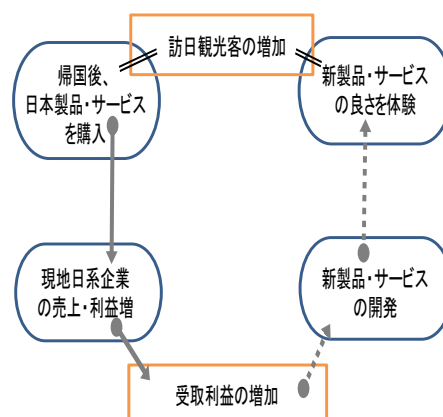 訪日観光客の増加
帰国後、
日本製品・サービス
を購入
新製品・サービス
の良さを体験
現地日系企業
の売上・利益増
新製品・サービス
の開発
受取利益の増加